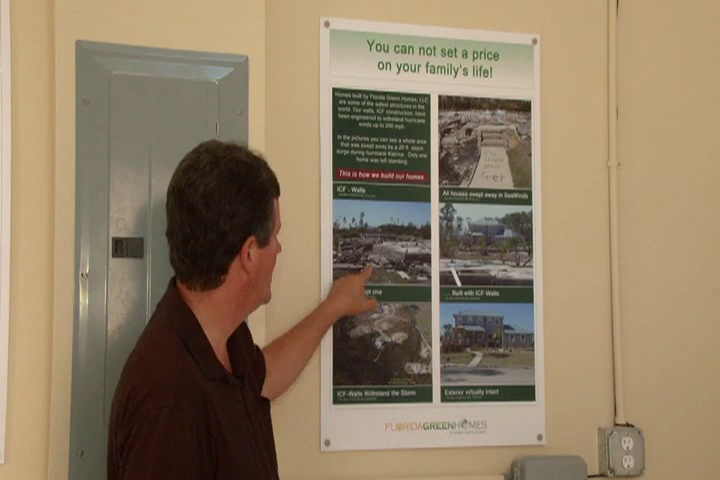 You can not set a price
on your family's life!
Homes built by Florida Green Homes, LLC
are some of the safest structures in the
world. Our walls, ICF construction, have
been engineered to withstand hurricane
winds up to 200 mph.
In the pictures you can see a whole area
that was swept away by a 20 ft storm
surge during hurricane Katrina. Only one
home was left standing.
This is how we build our homes.
ICF - Walls
All houses swept away in SeaWinds
pt one
... Built with ICF-Walls
ICF-Walls Withstand the Storm
Exterior virtually intact
FLORIDAGREENHOMES